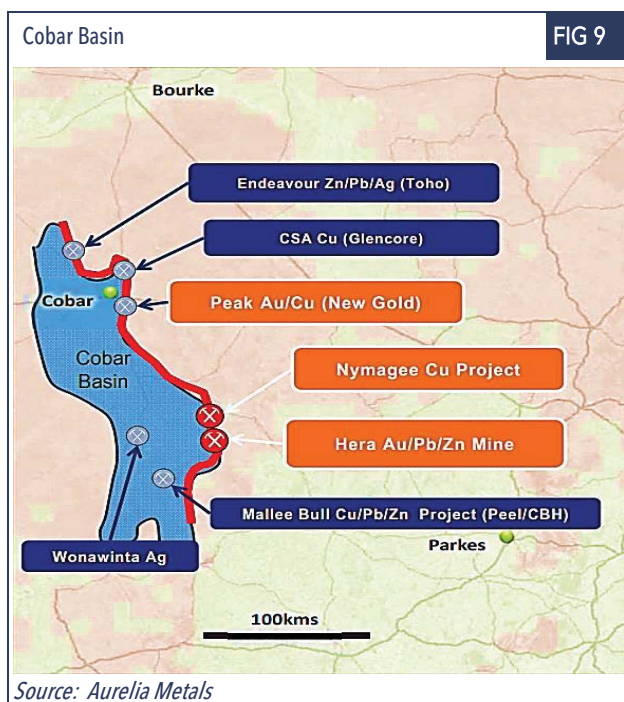 Cobar Basin
FIG 9
Bourke
Endeavour Zn/Pb/Ag (Toho)
CSA Cu (Glencore)
Cobar
Peak Au/Cu (New Gold)
Cobar
Basin
Nymagee Cu Project
Hera Au/Pb/Zn Mine
Mallee Bull Cu/Pb/Zn Project (Peel/CBH)
Parkes
Wonawinta Ag
100kms
Source: Aurelia Metals